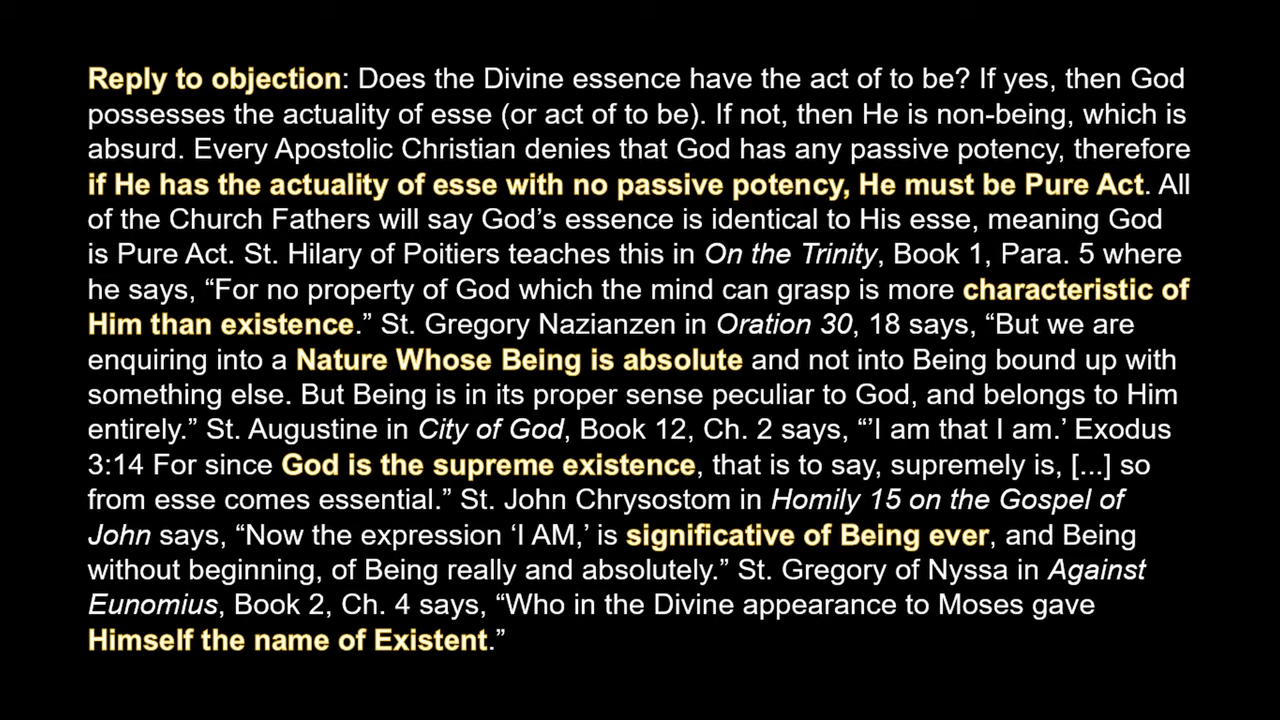 Reply to objection: Does the Divine essence have the act of to be? If yes, then God
possesses the actuality of esse (or act of to be). If not, then He is non-being, which is
absurd. Every Apostolic Christian denies that God has any passive potency, therefore
if He has the actuality of esse with no passive potency, He must be Pure Act. All
of the Church Fathers will say God’s essence is identical to His esse, meaning God
is Pure Act. St. Hilary of Poitiers teaches this in On the Trinity, Book 1, Para. 5 where
he says, “For no property of God which the mind can grasp is more characteristic of
Him than existence.” St. Gregory Nazianzen in Oration 30, 18 says, “But we are
enquiring into a Nature Whose Being is absolute and not into Being bound up with
something else. But Being is in its proper sense peculiar to God, and belongs to Him
entirely.” St. Augustine in City of God, Book 12, Ch. 2 says, “’I am that I am.’ Exodus
3:14 For since God is the supreme existence, that is to say, supremely is, [...] so
from esse comes essential.” St. John Chrysostom in Homily 15 on the Gospel of
John says, “Now the expression ‘I AM,’ is significative of Being ever, and Being
without beginning, of Being really and absolutely.” St. Gregory of Nyssa in Against
Eunomius, Book 2, Ch. 4 says, “Who in the Divine appearance to Moses gave
Himself the name of Existent.”